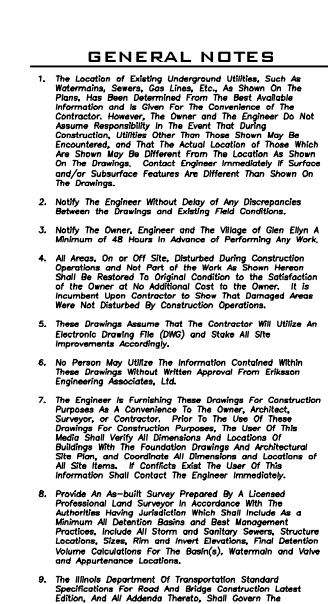 GENERAL NOTES
1. The Location of Existing Underground Utilities, Such As
Watermains, Sewers, Gas Lines, Etc., As Shown On The
Plans, Has Been Determined From The Best Available
Information and Is Given For The Convenience of The
Contractor. However, The Owner and The Engineer Do Not
Assume Responsibility In The Event That During
Construction, Utilities Other Than Those Shown May Be
Encountered, and That The Actual Location of Those Which
Are Shown May Be Different From The Location As Shown
On The Drawings. Contact Engineer Immediately If Surface
and/or Subsurface Features Are Different Than Shown On
The Drawings.
2. Notify The Engineer Without Delay of Any Discrepancies
Between the Drawings and Existing Field Conditions.
3. Notify The Owner, Engineer and The Village of Glen Ellyn A
Minimum of 48 Hours In Advance of Performing Any Work.
4. All Areas, On or Off Site, Disturbed During Construction
Operations and Not Part of the Work As Shown Hereon
Shall Be Restored To Original Condition to the Satisfaction
of the Owner at No Additional Cost to the Owner. It is
Incumbent Upon Contractor to Show That Damaged Areas
Were Not Disturbed By Construction Operations.
5. These Drawings Assume That The Contractor Will Utilize An
Electronic Drawing File (DWG) and Stake All Site
Improvements Accordingly.
6. No Person May Utilize The Information Contained Within
These Drawings Without Written Approval From Eriksson
Engineering Associates, Ltd.
7. The Engineer Is Furnishing These Drawings For Construction
Purposes As A Convenience To The Owner, Architect,
Surveyor, or Contractor. Prior To The Use Of These
Drawings For Construction Purposes, The User Of This
Media Shall Verify All Dimensions And Locations Of
Buildings With The Foundation Drawings And Architectural
Site Plan, and Coordinate All Dimensions and Locations of
All Site Items. If Conflicts Exist The User Of This
Information Shall Contact The Engineer Immediately.
8. Provide An As-built Survey Prepared By A Licensed
Professional Land Surveyor In Accordance With The
Authorities Having Jurisdiction Which Shall Include As a
Minimum All Detention Basins and Best Management
Practices, Include All Storm and Sanitary Sewers, Structure
Locations, Sizes, Rim and Invert Elevations, Final Detention
Volume Calculations For The Basin(s), Watermain and Valve
and Appurtenance Locations.
9. The Illinois Department Of Transportation Standard
Specifications For Road And Bridge Construction Latest
Edition, And All Addenda Thereto, Shall Govern The